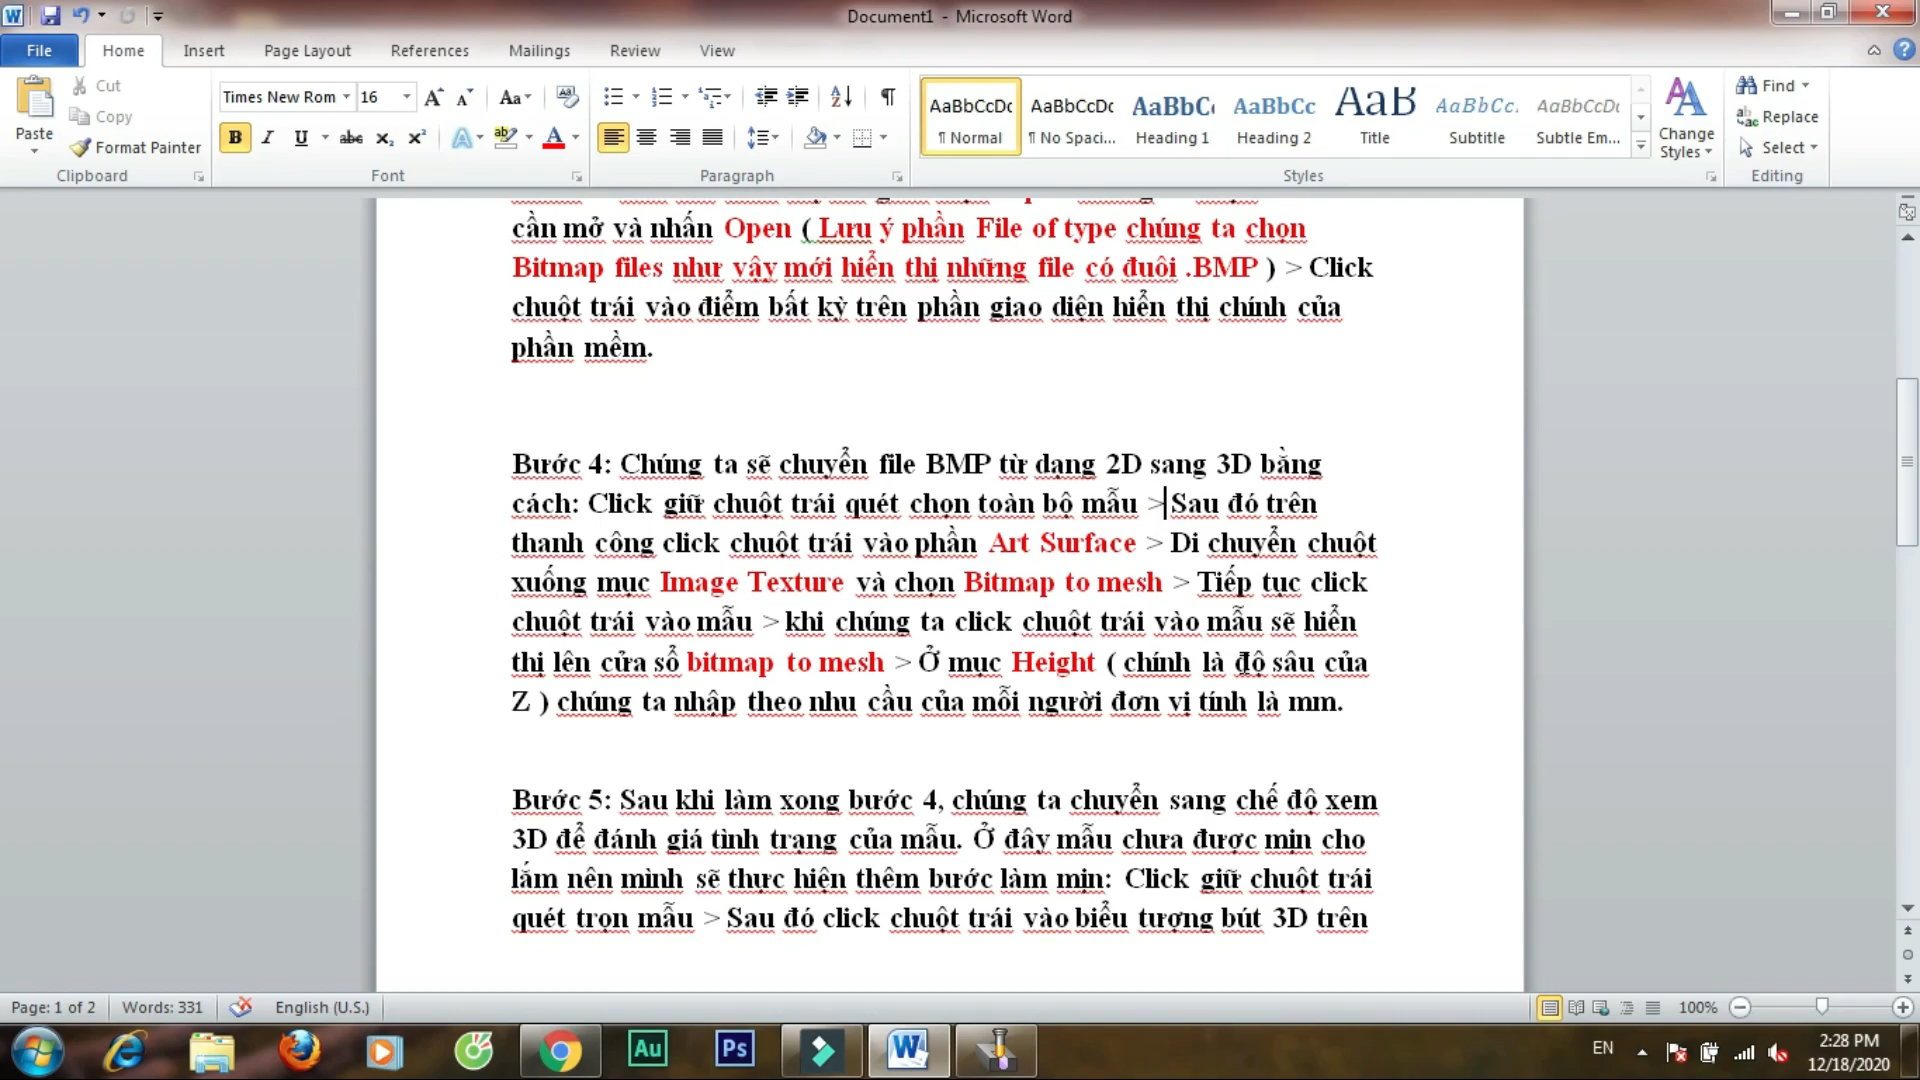 Document1 - Microsoft Word
File Home Insert Page Layout References Mailings Review View
Cut
Copy
Format Painter
Paste
Times New Rom 16
AaBbCcDc AaBbCcDc AaBbC AaBbCc AaB AaBbCc. AaBbCcDc
¶ Normal ¶ No Spaci... Heading 1 Heading 2 Title Subtitle Subtle Em...
Change Styles
Find
Replace
Select
Clipboard Font Paragraph Styles Editing
cần mở và nhấn Open ( Lưu ý phần File of type chúng ta chọn
Bitmap files như vậy mới hiển thị những file có đuôi .BMP ) > Click
chuột trái vào điểm bất kỳ trên phần giao diện hiển thị chính của
phần mềm.
Bước 4: Chúng ta sẽ chuyển file BMP từ dạng 2D sang 3D bằng
cách: Click giữ chuột trái quét chọn toàn bộ mẫu > Sau đó trên
thanh công click chuột trái vào phần Art Surface > Di chuyển chuột
xuống mục Image Texture và chọn Bitmap to mesh > Tiếp tục click
chuột trái vào mẫu > khi chúng ta click chuột trái vào mẫu sẽ hiển
thị lên cửa sổ bitmap to mesh > Ở mục Height ( chính là độ sâu của
Z ) chúng ta nhập theo nhu cầu của mỗi người đơn vị tính là mm.
Bước 5: Sau khi làm xong bước 4, chúng ta chuyển sang chế độ xem
3D để đánh giá tình trạng của mẫu. Ở đây mẫu chưa được mịn cho
lắm nên mình sẽ thực hiện thêm bước làm mịn: Click giữ chuột trái
quét trọn mẫu > Sau đó click chuột trái vào biểu tượng bút 3D trên
Page: 1 of 2 Words: 331 English (U.S.) 100%
Au Ps EN 2:28 PM
12/18/2020